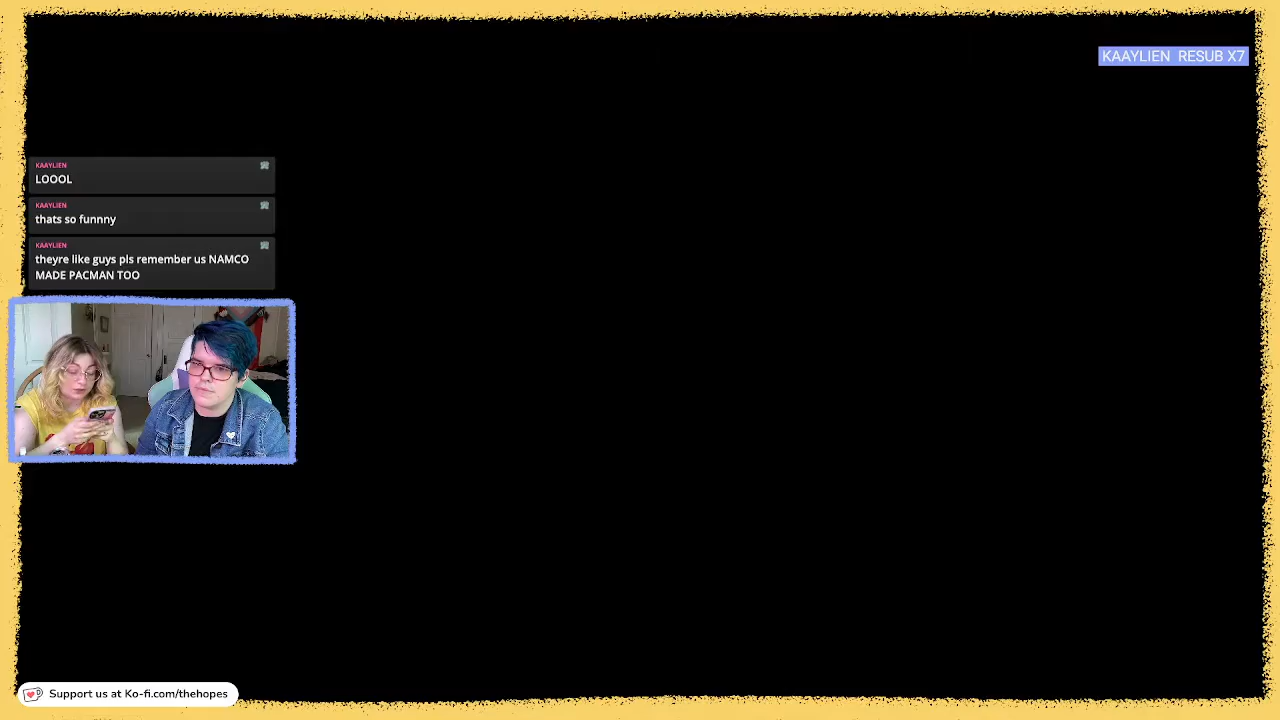 KAAYLIEN RESUB X7
KAAYLIEN
LOOOL
KAAYLIEN
thats so funnny
KAAYLIEN
theyre like guys pls remember us NAMCO
MADE PACMAN TOO
Support us at Ko-fi.com/thehopes